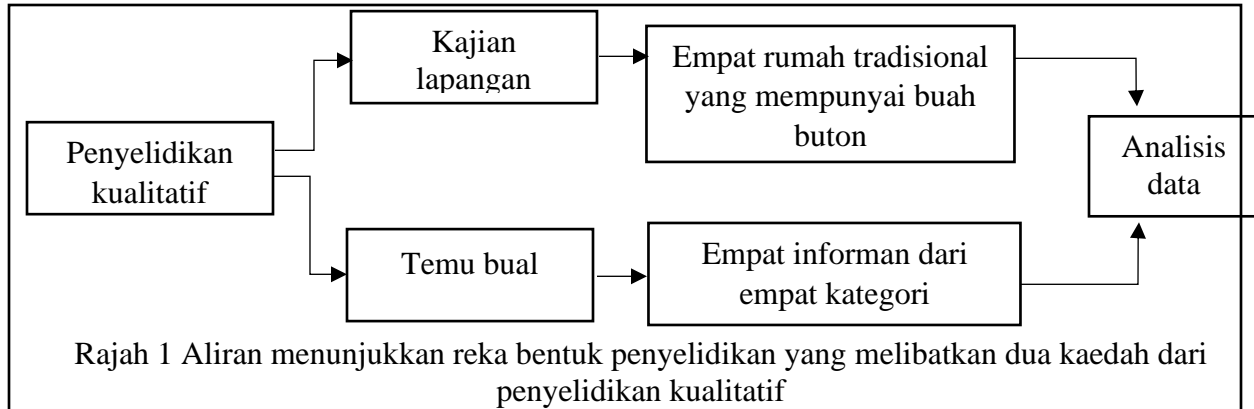 Kajian
lapangan
Empat rumah tradisional
yang mempunyai buah
buton
Penyelidikan
kualitatif
Analisis
data
Temu bual
Empat informan dari
empat kategori
Rajah 1 Aliran menunjukkan reka bentuk penyelidikan yang melibatkan dua kaedah dari
penyelidikan kualitatif